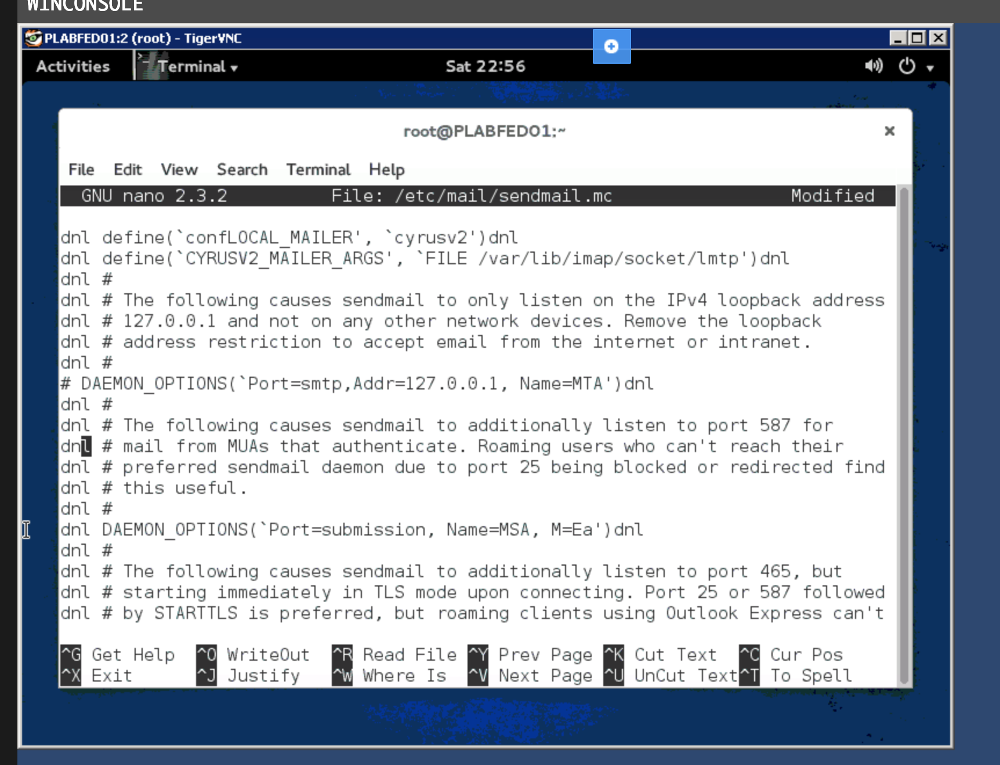 WINCONSOLE
PLABFED01:2 (root) - TigerVNC
Activities Terminal Sat 22:56
root@PLABFED01:~
File Edit View Search Terminal Help
GNU nano 2.3.2 File: /etc/mail/sendmail.mc Modified
dnl define(`confLOCAL_MAILER', `cyrusv2')dnl
dnl define(`CYRUSV2_MAILER_ARGS', `FILE /var/lib/imap/socket/lmtp')dnl
dnl #
dnl # The following causes sendmail to only listen on the IPv4 loopback address
dnl # 127.0.0.1 and not on any other network devices. Remove the loopback
dnl # address restriction to accept email from the internet or intranet.
dnl #
# DAEMON_OPTIONS(`Port=smtp,Addr=127.0.0.1, Name=MTA')dnl
dnl #
dnl # The following causes sendmail to additionally listen to port 587 for
dnl # mail from MUAs that authenticate. Roaming users who can't reach their
dnl # preferred sendmail daemon due to port 25 being blocked or redirected find
dnl # this useful.
dnl #
dnl DAEMON_OPTIONS(`Port=submission, Name=MSA, M=Ea')dnl
dnl #
dnl # The following causes sendmail to additionally listen to port 465, but
dnl # starting immediately in TLS mode upon connecting. Port 25 or 587 followed
dnl # by STARTTLS is preferred, but roaming clients using Outlook Express can't
^G Get Help ^O WriteOut ^R Read File ^Y Prev Page ^K Cut Text ^C Cur Pos
^X Exit ^J Justify ^W Where Is ^V Next Page ^U UnCut Text ^T To Spell